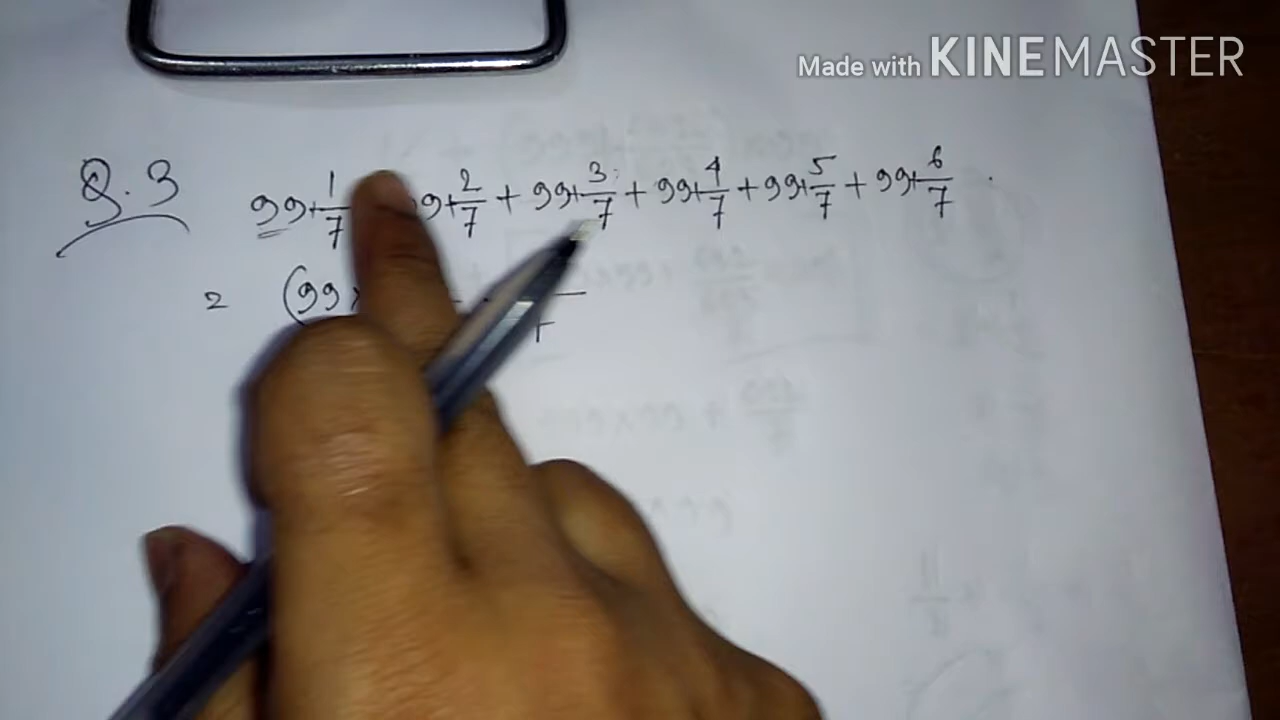 Made with KINEMASTER
Q.3 99+1/7 9+2/7 + 99+3/7 + 99+4/7 + 99+5/7 + 99+6/7
= (99